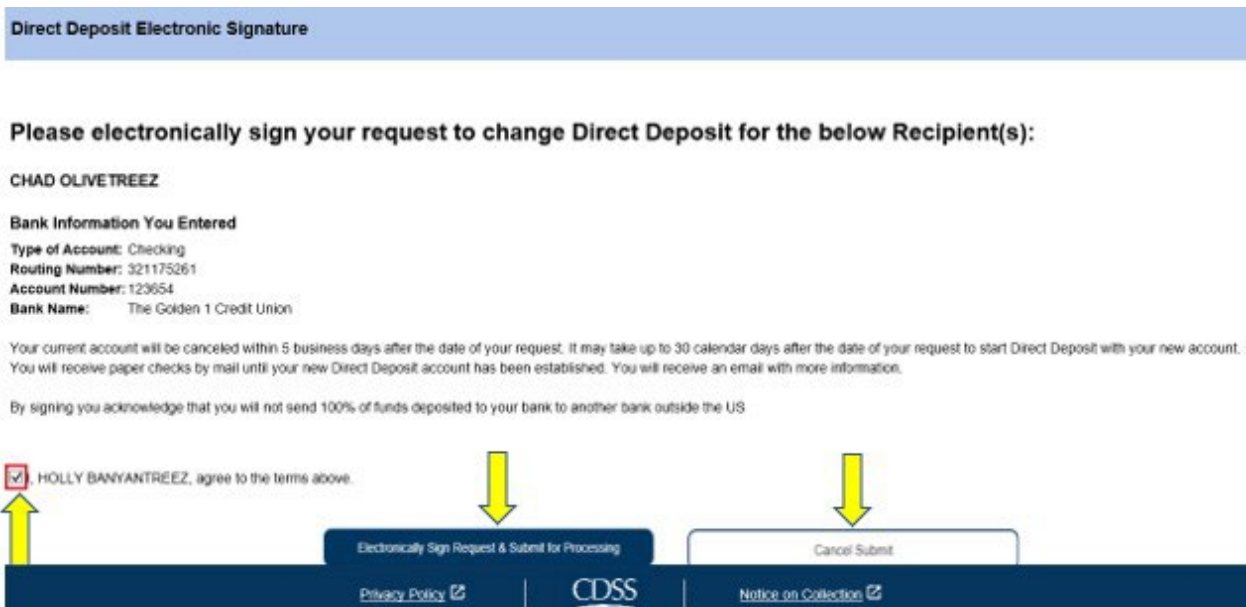 Direct Deposit Electronic Signature
Please electronically sign your request to change Direct Deposit for the below Recipient(s):
CHAD OLIVETREEZ
Bank Information You Entered
Type of Account: Checking
Routing Number: 321175261
Account Number: 123654
Bank Name: The Golden 1 Credit Union
Your current account will be canceled within 5 business days after the date of your request. It may take up to 30 calendar days after the date of your request to start Direct Deposit with your new account.
You will receive paper checks by mail until your new Direct Deposit account has been established. You will receive an email with more information.
By signing you acknowledge that you will not send 100% of funds deposited to your bank to another bank outside the US
, HOLLY BANYANTREEZ, agree to the terms above.
Electronically Sign Request & Submit for Processing
Cancel Submit
Privacy Policy
CDSS
Notice on Collection